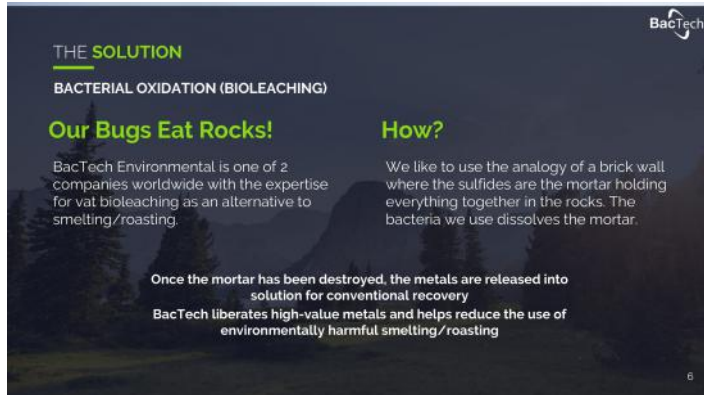 BacTech
THE SOLUTION
BACTERIAL OXIDATION (BIOLEACHING)
Our Bugs Eat Rocks!
BacTech Environmental is one of 2
companies worldwide with the expertise
for vat bioleaching as an alternative to
smelting/roasting.
How?
We like to use the analogy of a brick wall
where the sulfides are the mortar holding
everything together in the rocks. The
bacteria we use dissolves the mortar.
Once the mortar has been destroyed, the metals are released into
solution for conventional recovery
BacTech liberates high-value metals and helps reduce the use of
environmentally harmful smelting/roasting
6